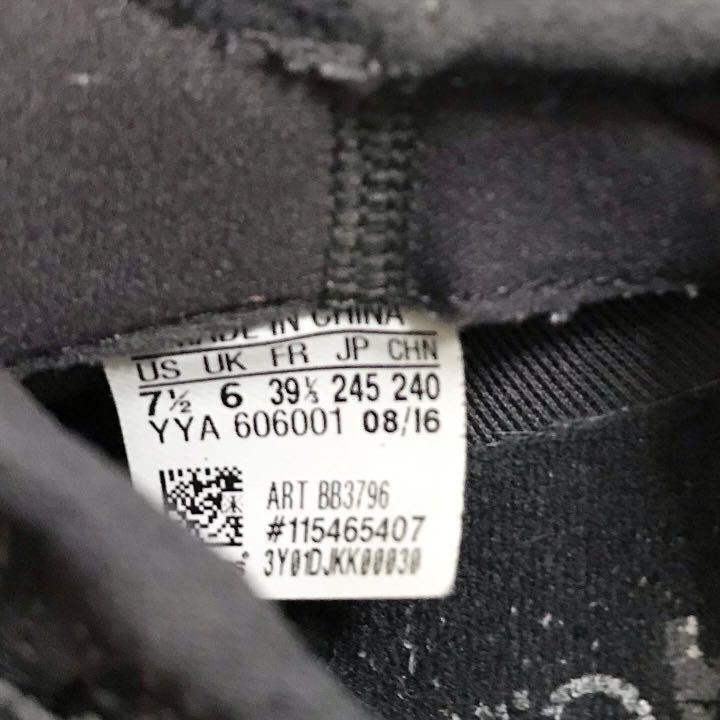 MADE IN CHINA
US UK FR JP CHN
7½ 6 39⅓ 245 240
YYA 606001 08/16
ART BB3796
#115465407
3Y01DJKK00030